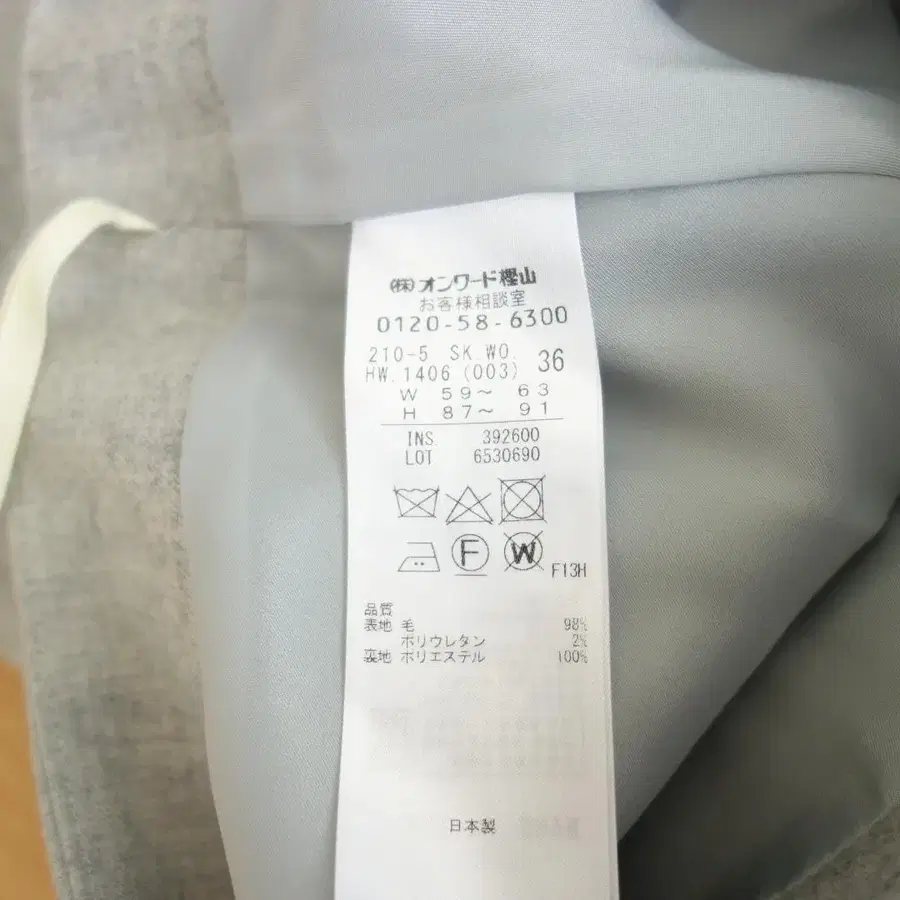 (株)オンワード樫山
お客様相談室
0120-58-6300
210-5 SK.WO. 36
HW.1406 (003)
W 59〜 63
H 87〜 91
INS 392600
LOT 6530690
F
W
F13H
品質
表地 毛 98%
ポリウレタン 2%
裏地 ポリエステル 100%
日本製